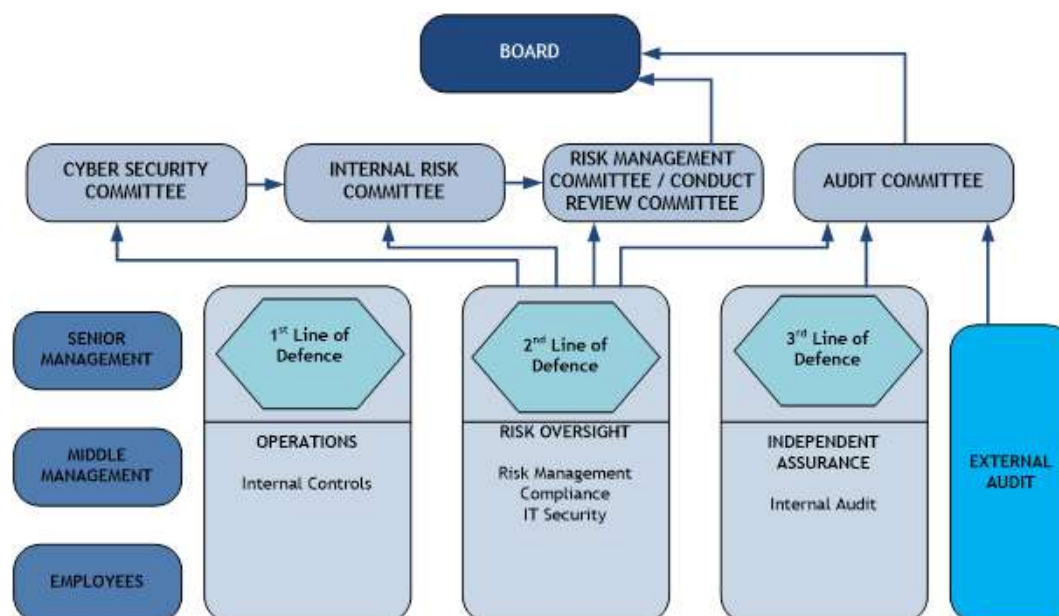 BOARD
CYBER SECURITY
COMMITTEE
INTERNAL RISK
COMMITTEE
RISK MANAGEMENT
COMMITTEE / CONDUCT
REVIEW COMMITTEE
AUDIT COMMITTEE
SENIOR
MANAGEMENT
MIDDLE
MANAGEMENT
EMPLOYEES
1st Line of
Defence
OPERATIONS
Internal Controls
2nd Line of
Defence
RISK OVERSIGHT
Risk Management
Compliance
IT Security
3rd Line of
Defence
INDEPENDENT
ASSURANCE
Internal Audit
EXTERNAL
AUDIT